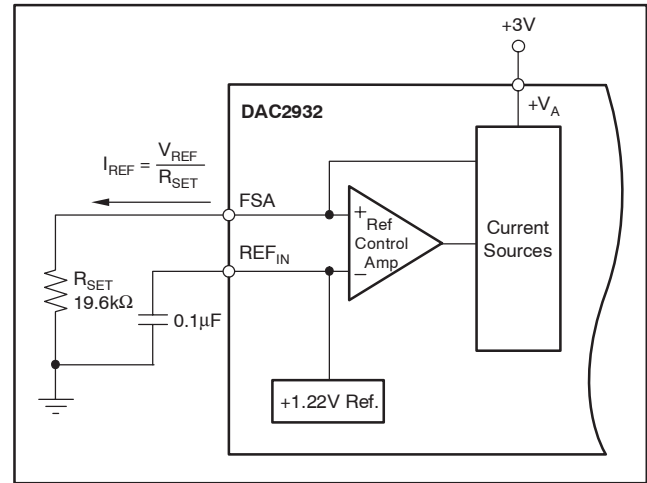 +3V
+V_A
DAC2932
I_REF = V_REF / R_SET
FSA
+
Ref
Control
Amp
−
Current
Sources
REF_IN
R_SET
19.6kΩ
0.1μF
+1.22V Ref.